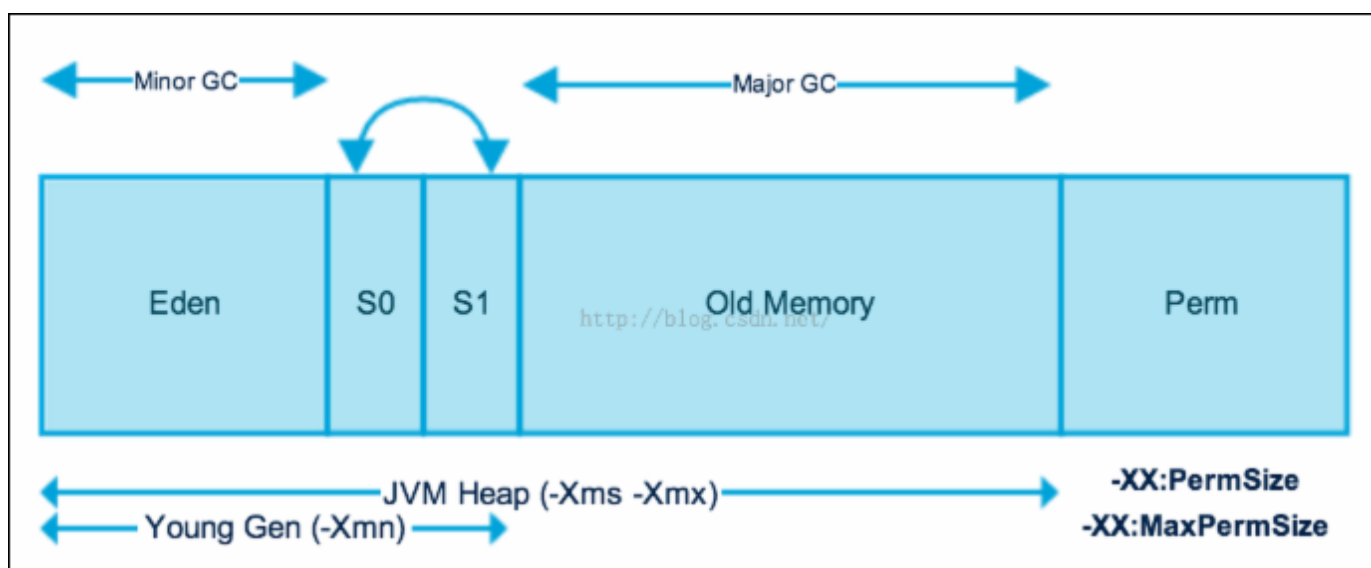 Minor GC
Major GC
Eden
S0
S1
Old Memory
Perm
http://blog.csdn.net/
JVM Heap (-Xms -Xmx)
-XX:PermSize
Young Gen (-Xmn)
-XX:MaxPermSize